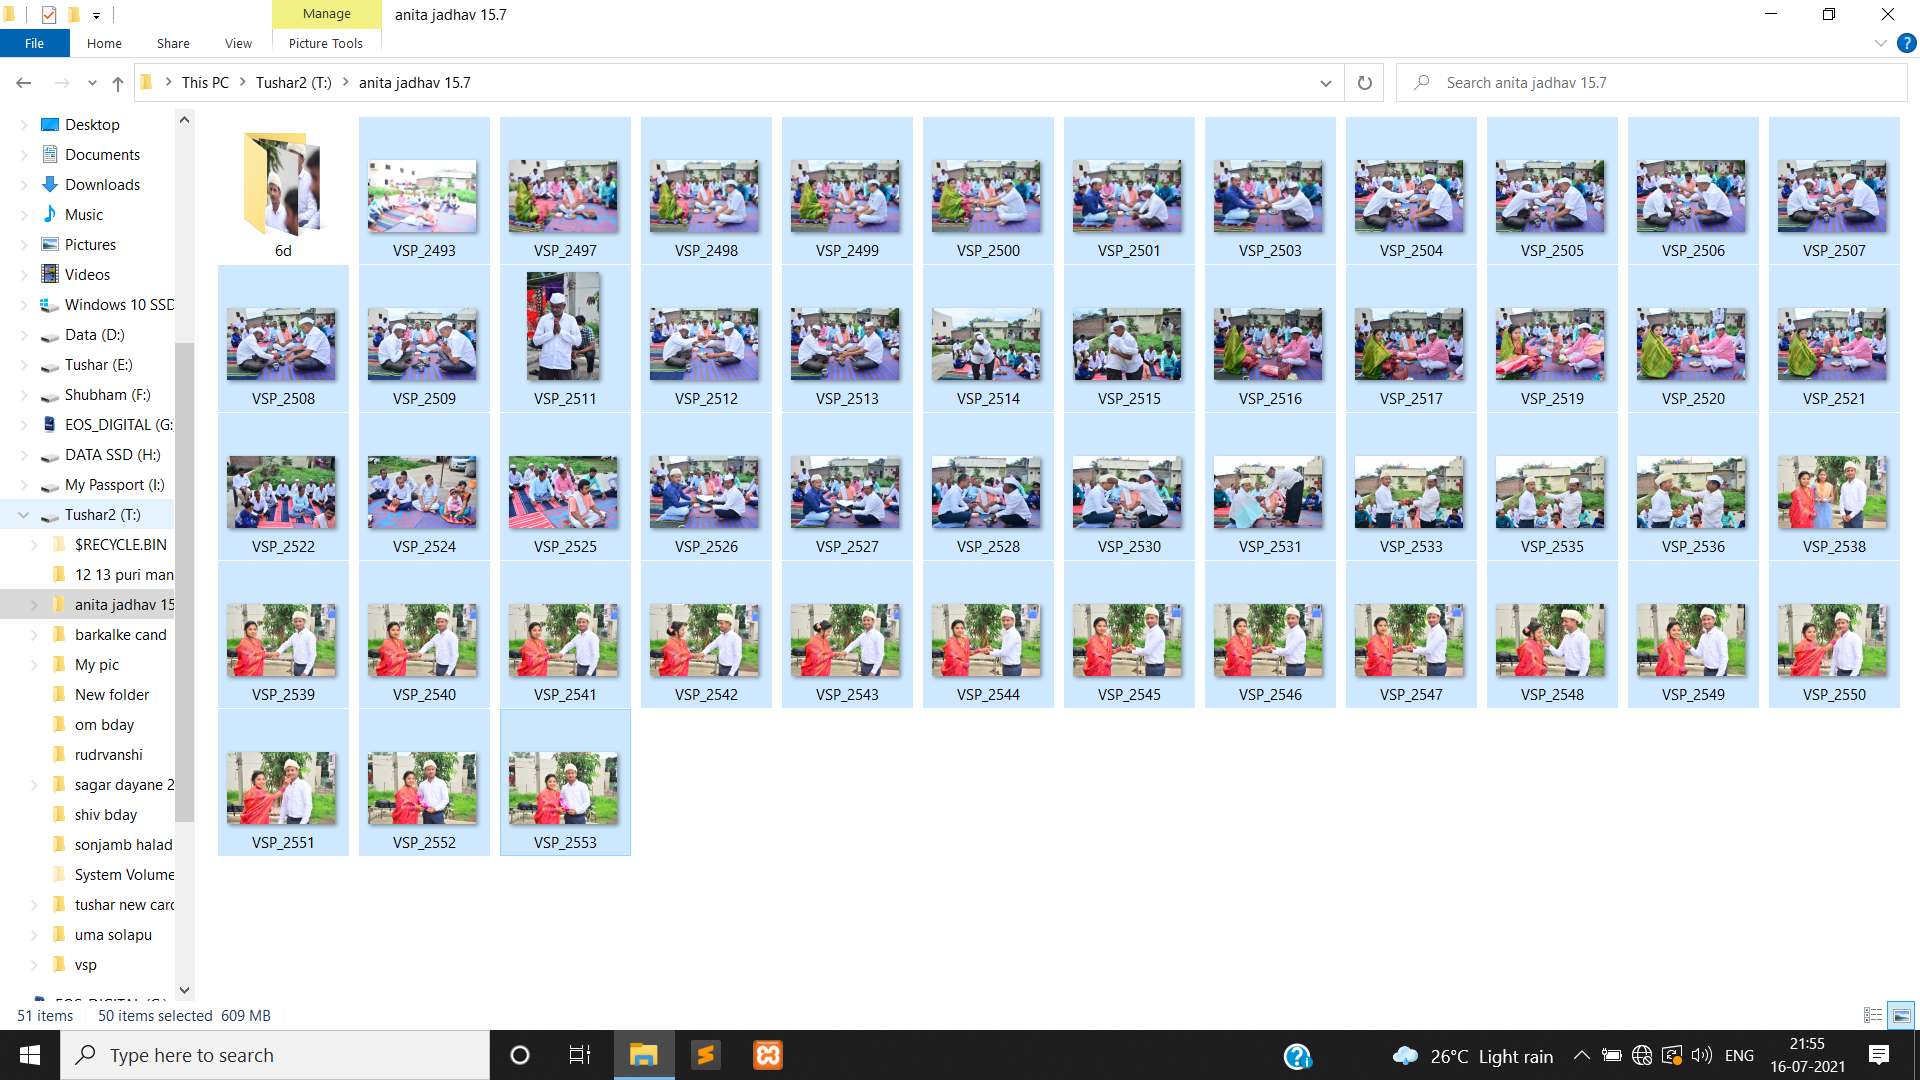 Manage
anita jadhav 15.7
File
Home
Share
View
Picture Tools
This PC
Tushar2 (T:)
anita jadhav 15.7
Search anita jadhav 15.7
Desktop
Documents
Downloads
Music
Pictures
Videos
Windows 10 SSD
Data (D:)
Tushar (E:)
Shubham (F:)
EOS_DIGITAL (G:
DATA SSD (H:)
My Passport (I:)
Tushar2 (T:)
$RECYCLE.BIN
12 13 puri man
anita jadhav 15
barkalke cand
My pic
New folder
om bday
rudrvanshi
sagar dayane 2
shiv bday
sonjamb halad
System Volume
tushar new card
uma solapu
vsp
6d
VSP_2493
VSP_2497
VSP_2498
VSP_2499
VSP_2500
VSP_2501
VSP_2503
VSP_2504
VSP_2505
VSP_2506
VSP_2507
VSP_2508
VSP_2509
VSP_2511
VSP_2512
VSP_2513
VSP_2514
VSP_2515
VSP_2516
VSP_2517
VSP_2519
VSP_2520
VSP_2521
VSP_2522
VSP_2524
VSP_2525
VSP_2526
VSP_2527
VSP_2528
VSP_2530
VSP_2531
VSP_2533
VSP_2535
VSP_2536
VSP_2538
VSP_2539
VSP_2540
VSP_2541
VSP_2542
VSP_2543
VSP_2544
VSP_2545
VSP_2546
VSP_2547
VSP_2548
VSP_2549
VSP_2550
VSP_2551
VSP_2552
VSP_2553
51 items
50 items selected 609 MB
Type here to search
26°C Light rain
ENG
21:55
16-07-2021